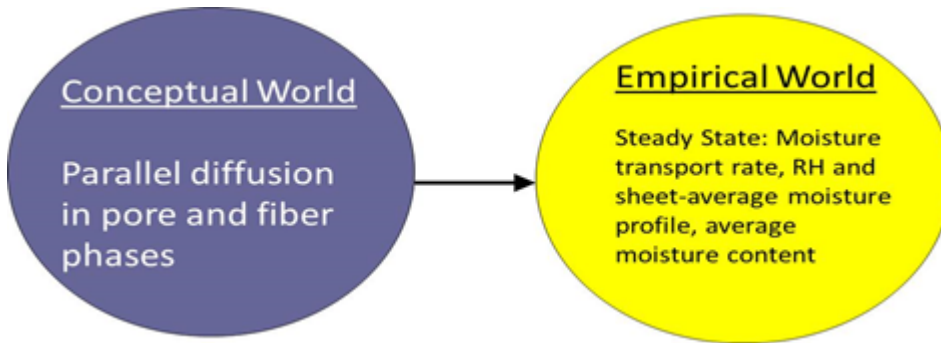 Conceptual World
Parallel diffusion
in pore and fiber
phases
Empirical World
Steady State: Moisture
transport rate, RH and
sheet-average moisture
profile, average
moisture content